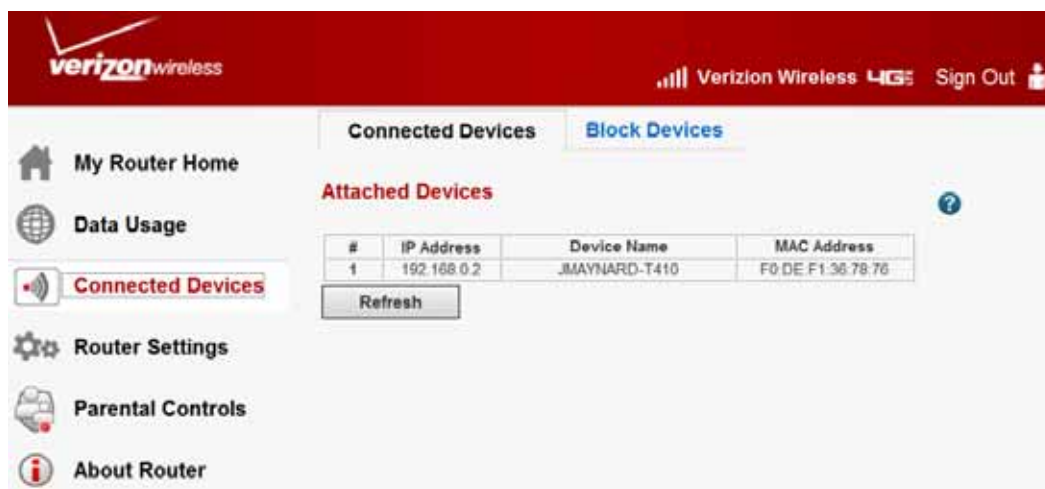 verizonwireless
Verizion Wireless 4G LTE Sign Out
Connected Devices Block Devices
My Router Home
Data Usage
Connected Devices
Router Settings
Parental Controls
About Router
Attached Devices
?
# IP Address Device Name MAC Address
1 192.168.0.2 JMAYNARD-T410 F0:DE:F1:36:78:76
Refresh